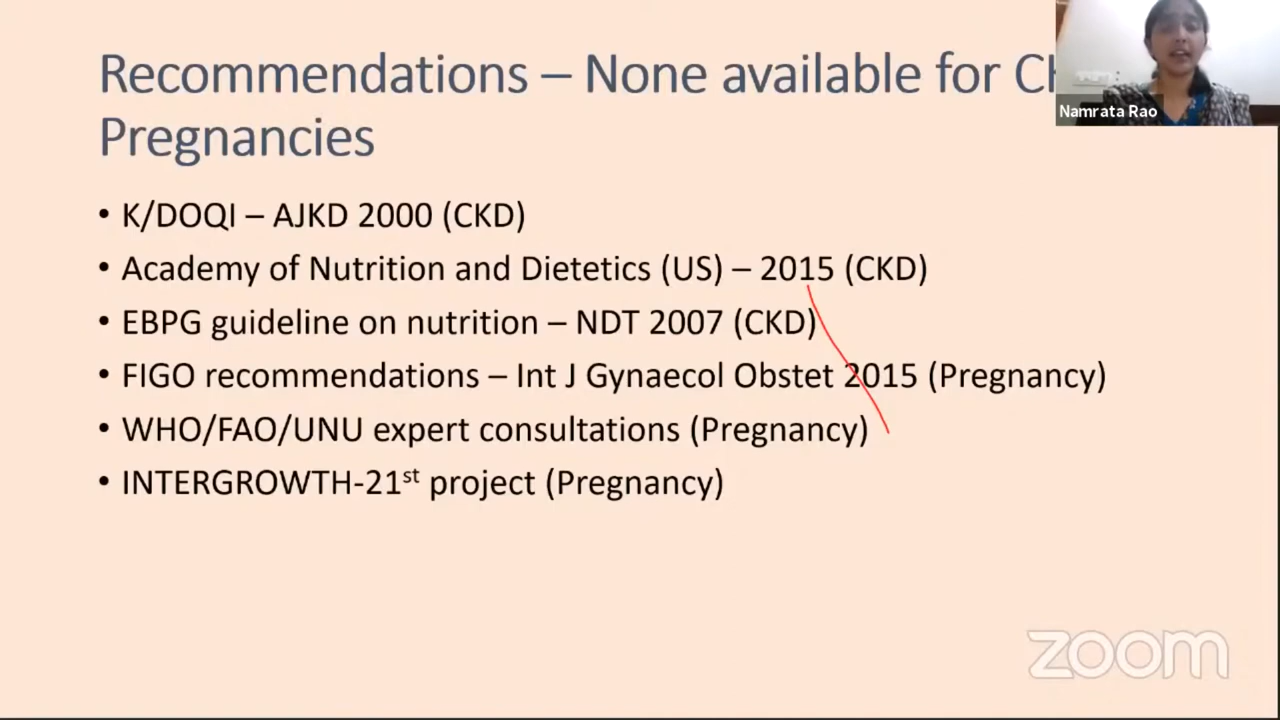 Recommendations – None available for
Pregnancies
Namrata Rao
• K/DOQI – AJKD 2000 (CKD)
• Academy of Nutrition and Dietetics (US) – 2015 (CKD)
• EBPG guideline on nutrition – NDT 2007 (CKD)
• FIGO recommendations – Int J Gynaecol Obstet 2015 (Pregnancy)
• WHO/FAO/UNU expert consultations (Pregnancy)
• INTERGROWTH-21st project (Pregnancy)
zoom